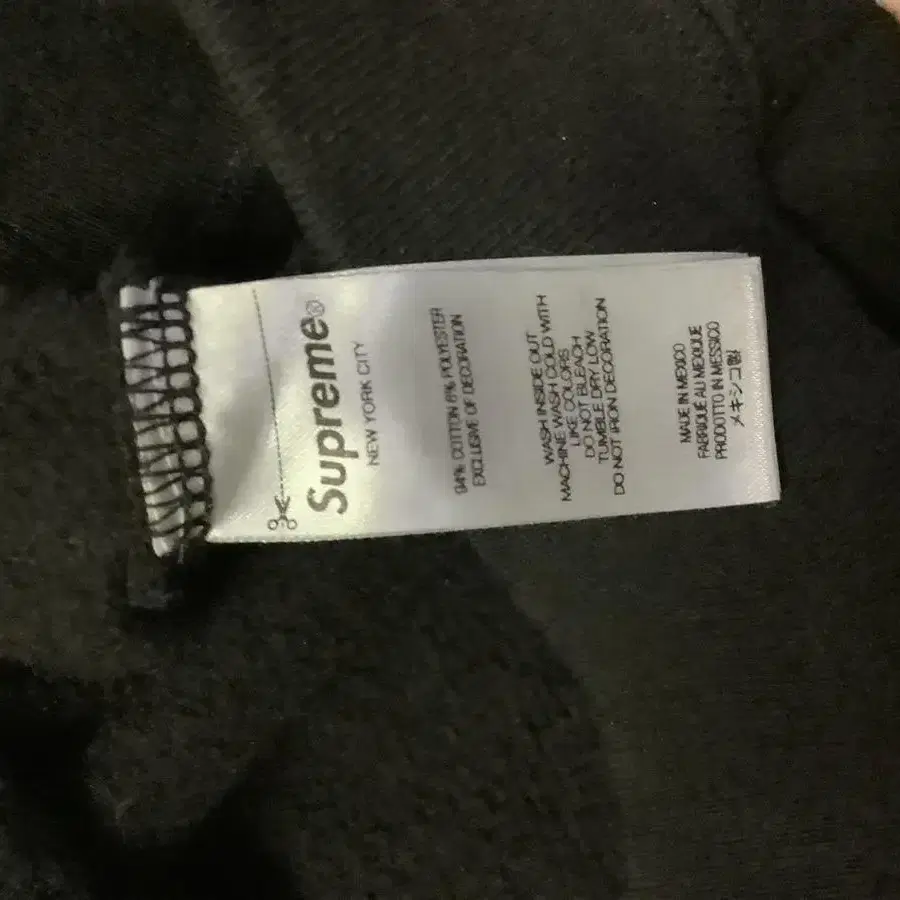 Supreme®
NEW YORK CITY
94% COTTON 6% POLYESTER
EXCLUSIVE OF DECORATION
WASH INSIDE OUT
MACHINE WASH COLD WITH
LIKE COLORS
DO NOT BLEACH
TUMBLE DRY LOW
DO NOT IRON DECORATION
MADE IN MEXICO
FABRIQUÉ AU MEXIQUE
PRODOTTO IN MESSICO
メキシコ製